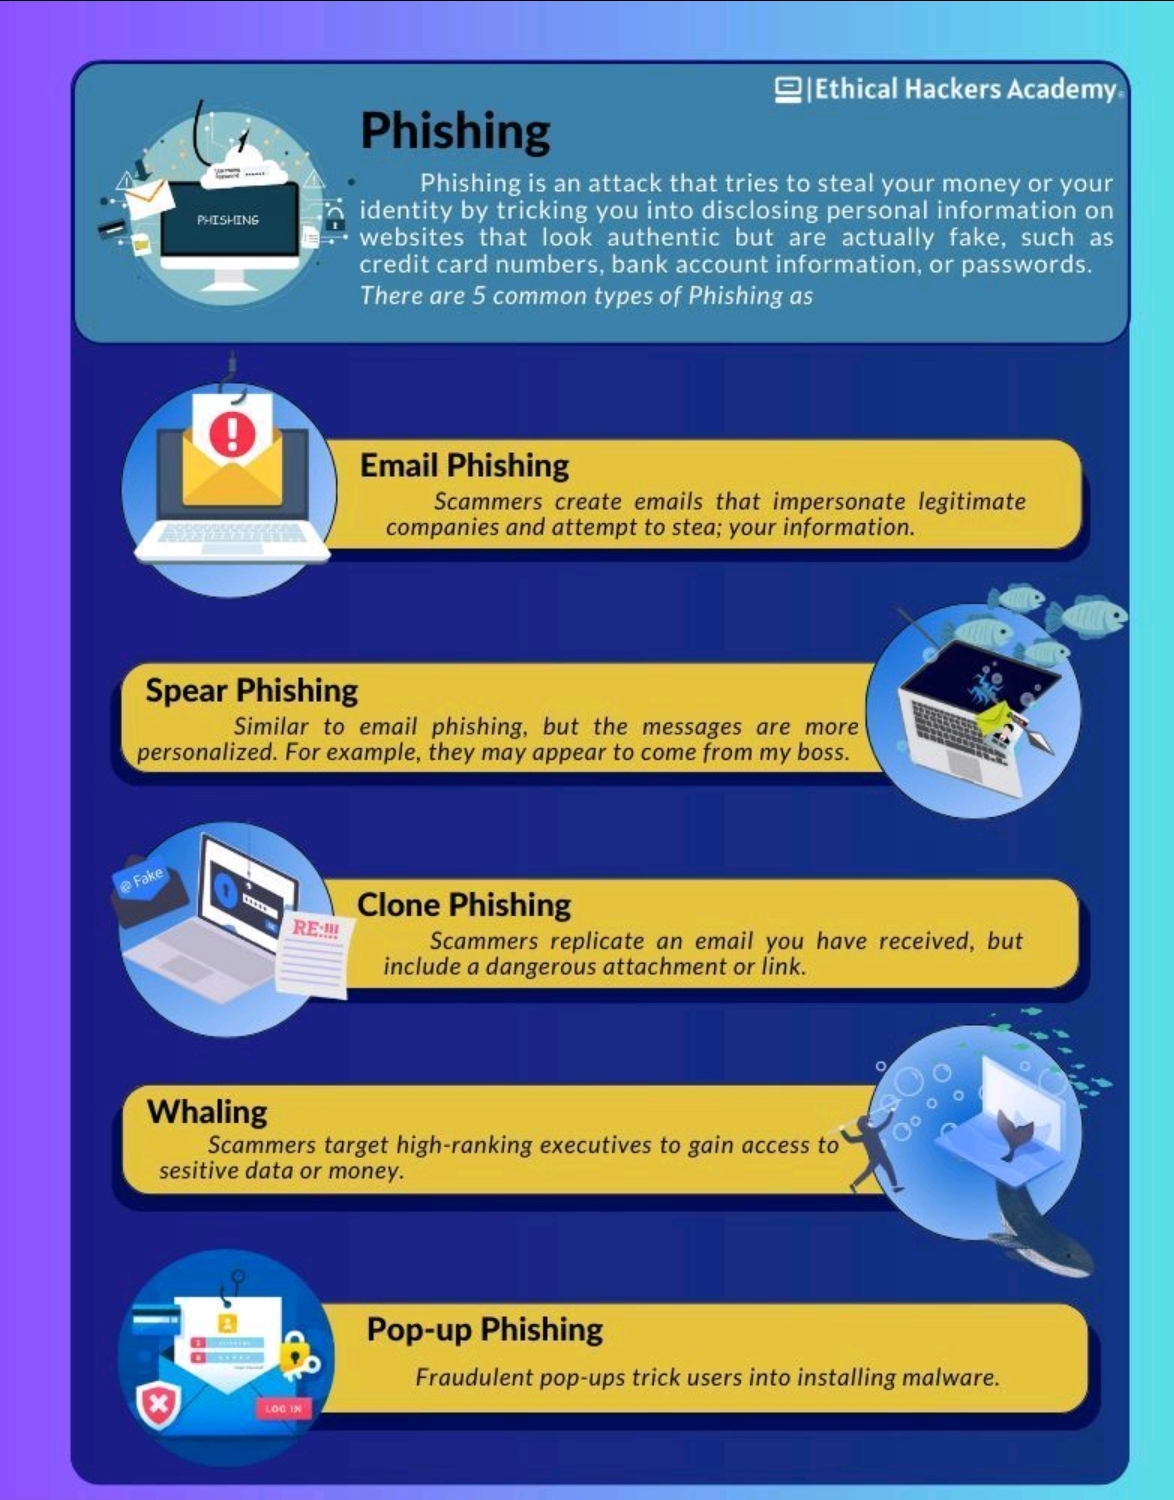 Ethical Hackers Academy
Phishing
PHISHING
Phishing is an attack that tries to steal your money or your
identity by tricking you into disclosing personal information on
websites that look authentic but are actually fake, such as
credit card numbers, bank account information, or passwords.
There are 5 common types of Phishing as
Email Phishing
Scammers create emails that impersonate legitimate
companies and attempt to stea; your information.
Spear Phishing
Similar to email phishing, but the messages are more
personalized. For example, they may appear to come from my boss.
@ Fake
RE:!!!
Clone Phishing
Scammers replicate an email you have received, but
include a dangerous attachment or link.
Whaling
Scammers target high-ranking executives to gain access to
sesitive data or money.
Pop-up Phishing
Fraudulent pop-ups trick users into installing malware.
LOG IN